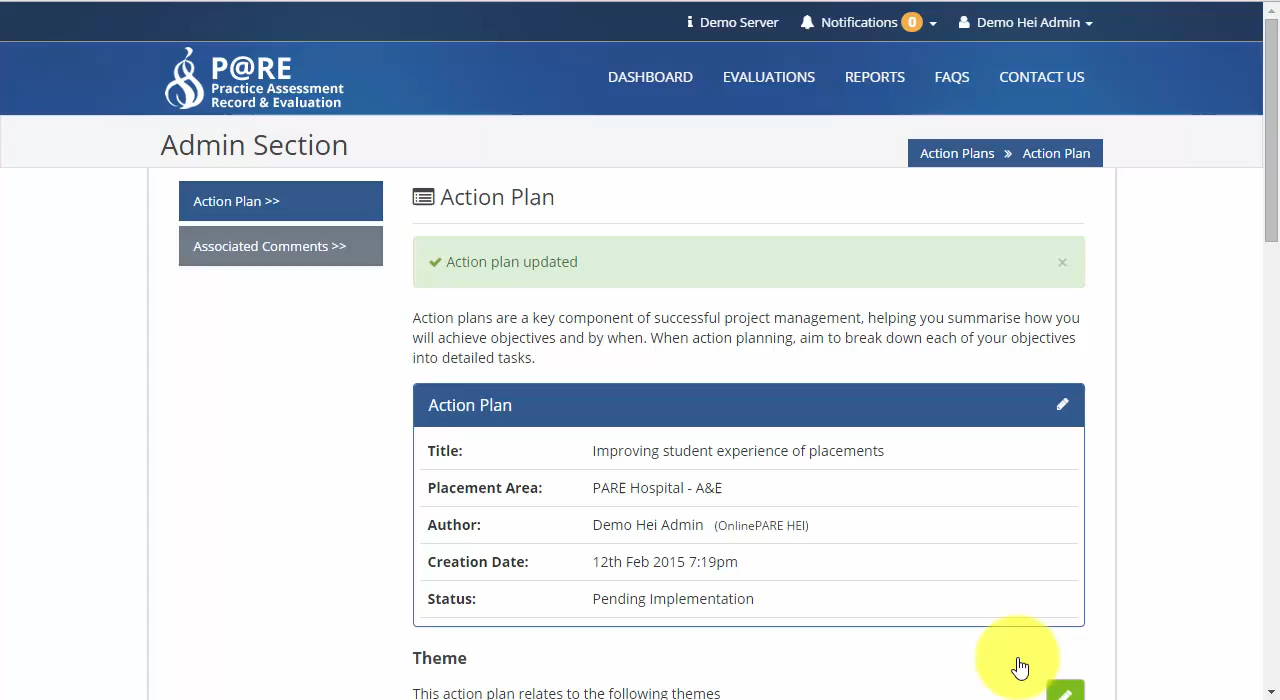 Demo Server Notifications 0 Demo Hei Admin
P@RE
Practice Assessment
Record & Evaluation
DASHBOARD EVALUATIONS REPORTS FAQS CONTACT US
Admin Section
Action Plans » Action Plan
Action Plan >>
Associated Comments >>
Action Plan
Action plan updated ×
Action plans are a key component of successful project management, helping you summarise how you
will achieve objectives and by when. When action planning, aim to break down each of your objectives
into detailed tasks.
Action Plan
Title: Improving student experience of placements
Placement Area: PARE Hospital - A&E
Author: Demo Hei Admin (OnlinePARE HEI)
Creation Date: 12th Feb 2015 7:19pm
Status: Pending Implementation
Theme
This action plan relates to the following themes